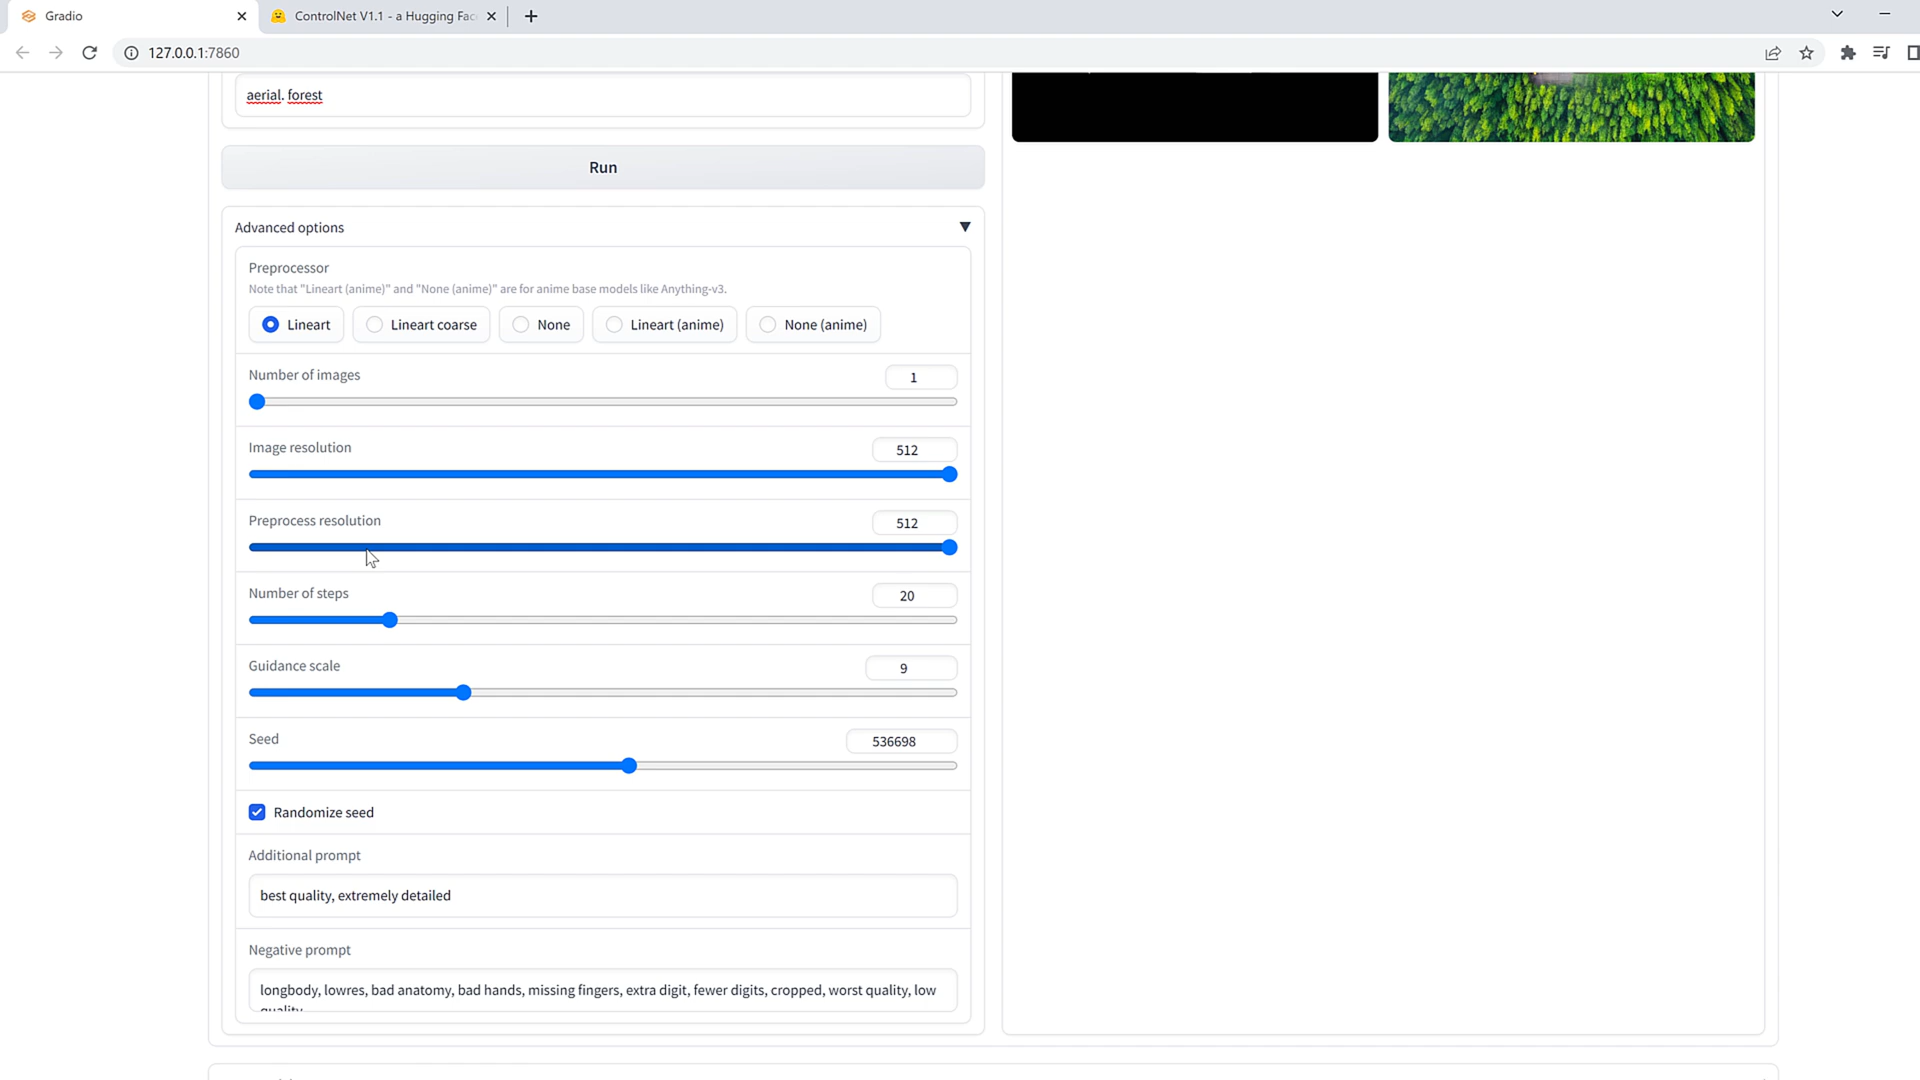 Gradio
ControlNet V1.1 - a Hugging Fac
127.0.0.1:7860
aerial. forest
Run
Advanced options
Preprocessor
Note that "Lineart (anime)" and "None (anime)" are for anime base models like Anything-v3.
Lineart
Lineart coarse
None
Lineart (anime)
None (anime)
Number of images
1
Image resolution
512
Preprocess resolution
512
Number of steps
20
Guidance scale
9
Seed
536698
Randomize seed
Additional prompt
best quality, extremely detailed
Negative prompt
longbody, lowres, bad anatomy, bad hands, missing fingers, extra digit, fewer digits, cropped, worst quality, low
quality